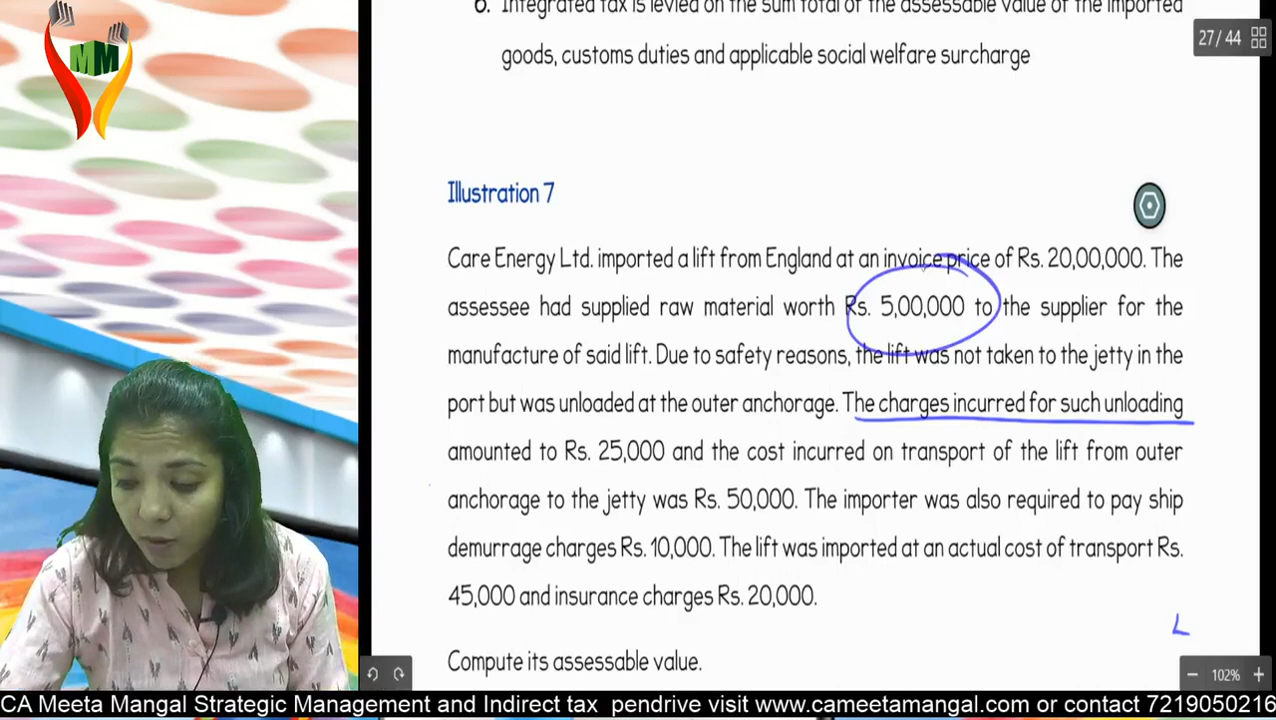 MM
6. Integrated tax is levied on the sum total of the assessable value of the imported
goods, customs duties and applicable social welfare surcharge
27 / 44
Illustration 7
Care Energy Ltd. imported a lift from England at an invoice price of Rs. 20,00,000. The
assessee had supplied raw material worth Rs. 5,00,000 to the supplier for the
manufacture of said lift. Due to safety reasons, the lift was not taken to the jetty in the
port but was unloaded at the outer anchorage. The charges incurred for such unloading
amounted to Rs. 25,000 and the cost incurred on transport of the lift from outer
anchorage to the jetty was Rs. 50,000. The importer was also required to pay ship
demurrage charges Rs. 10,000. The lift was imported at an actual cost of transport Rs.
45,000 and insurance charges Rs. 20,000.
Compute its assessable value.
102%
CA Meeta Mangal Strategic Management and Indirect tax pendrive visit www.cameetamangal.com or contact 7219050216